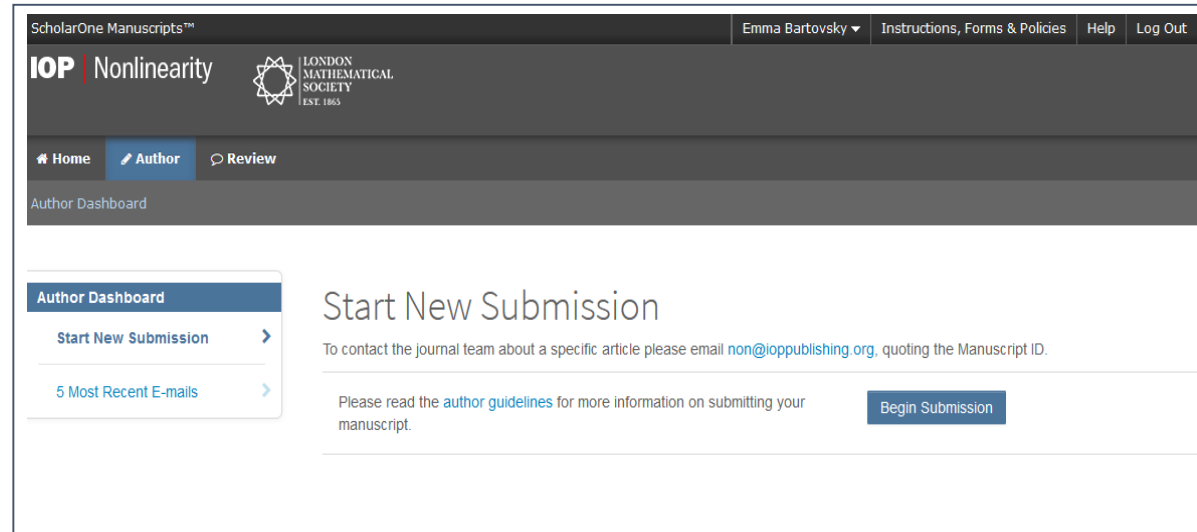 ScholarOne Manuscripts™
Emma Bartovsky Instructions, Forms & Policies Help Log Out
IOP Nonlinearity
LONDON
MATHEMATICAL
SOCIETY
EST. 1865
Home Author Review
Author Dashboard
Author Dashboard
Start New Submission
5 Most Recent E-mails
Start New Submission
To contact the journal team about a specific article please email non@ioppublishing.org, quoting the Manuscript ID.
Please read the author guidelines for more information on submitting your
manuscript.
Begin Submission